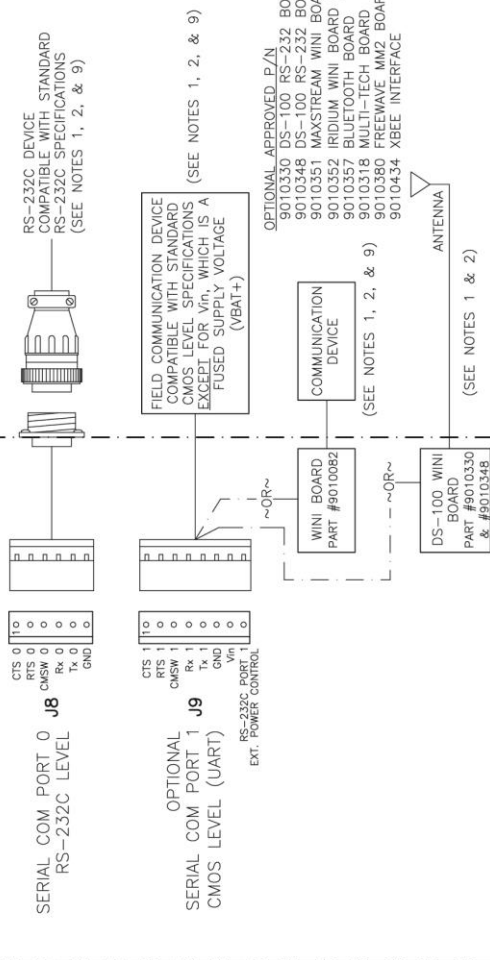 RS-232C DEVICE
COMPATIBLE WITH STANDARD
RS-232C SPECIFICATIONS
(SEE NOTES 1, 2, & 9)
CTS 0
RTS 0
CMSW 0
Rx 0
Tx 0
GND
1
J8
SERIAL COM PORT 0
RS-232C LEVEL
FIELD COMMUNICATION DEVICE
COMPATIBLE WITH STANDARD
CMOS LEVEL SPECIFICATIONS
EXCEPT FOR Vin, WHICH IS A
FUSED SUPPLY VOLTAGE
(VBAT+)
(SEE NOTES 1, 2, & 9)
CTS 1
RTS 1
CMSW 1
Rx 1
Tx 1
GND
Vin
RS-232C PORT 1
EXT. POWER CONTROL
1
J9
OPTIONAL
SERIAL COM PORT 1
CMOS LEVEL (UART)
~OR~
WINI BOARD
PART #9010082
COMMUNICATION
DEVICE
(SEE NOTES 1, 2, & 9)
~OR~
DS-100 WINI
BOARD
PART #9010330
& #9010348
(SEE NOTES 1 & 2)
ANTENNA
OPTIONAL APPROVED P/N
9010330 DS-100 RS-232
9010348 DS-100 RS-232
9010351 MAXSTREAM WINI
9010352 IRIDIUM WINI BOARD
9010357 BLUETOOTH BOARD
9010318 MULTI-TECH BOARD
9010380 FREEWAVE MM2
9010434 XBEE INTERFACE